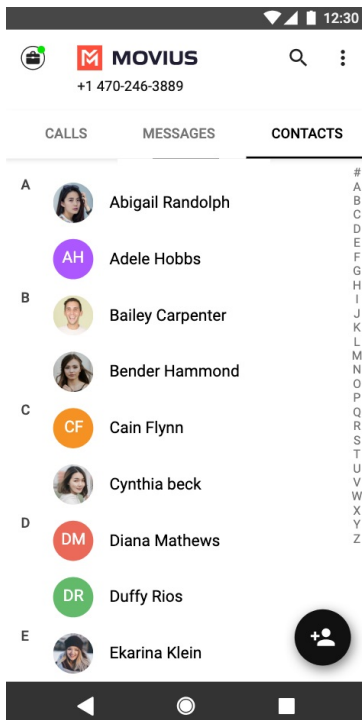 12:30
MOVIUS
+1 470-246-3889
CALLS MESSAGES CONTACTS
A
Abigail Randolph
AH Adele Hobbs
B
Bailey Carpenter
Bender Hammond
C
CF Cain Flynn
Cynthia beck
D
DM Diana Mathews
DR Duffy Rios
E
Ekarina Klein
#
A
B
C
D
E
F
G
H
I
J
K
L
M
N
O
P
Q
R
S
T
U
V
W
X
Y
Z